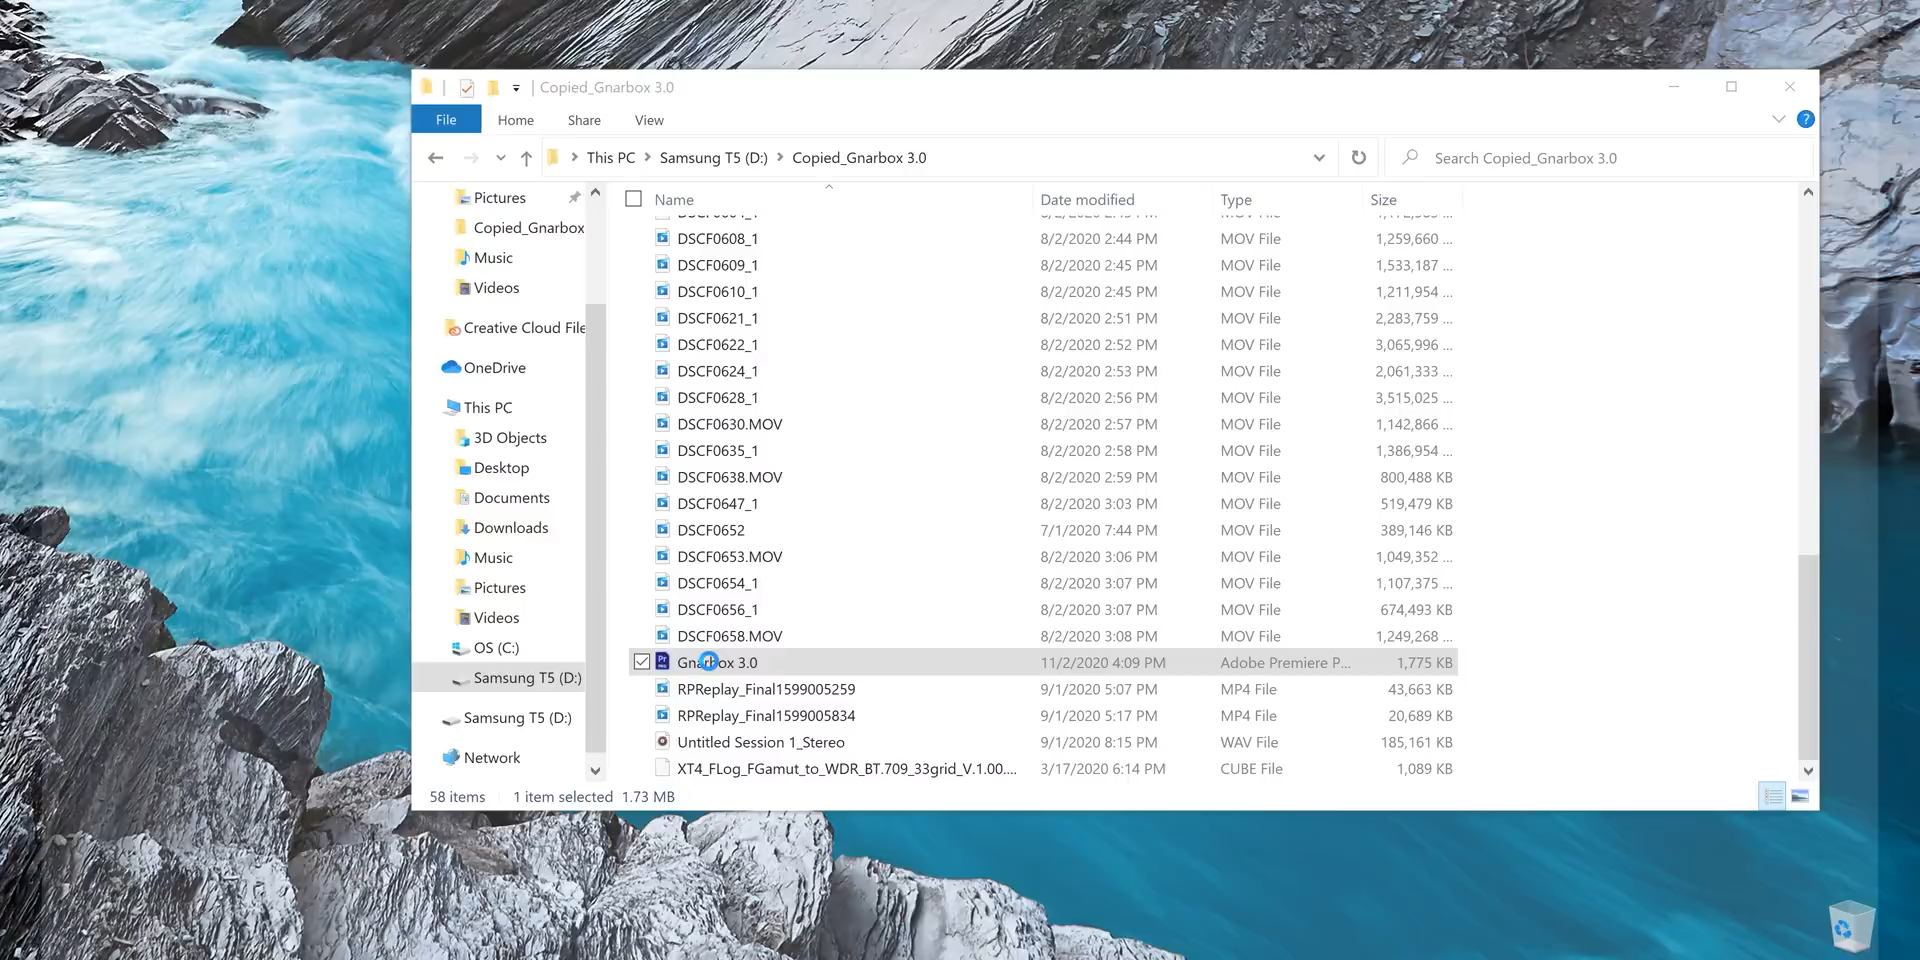 Copied_Gnarbox 3.0
File Home Share View
This PC Samsung T5 (D:) Copied_Gnarbox 3.0 Search Copied_Gnarbox 3.0
Pictures
Copied_Gnarbox
Music
Videos
Creative Cloud File
OneDrive
This PC
3D Objects
Desktop
Documents
Downloads
Music
Pictures
Videos
OS (C:)
Samsung T5 (D:)
Samsung T5 (D:)
Network
Name Date modified Type Size
DSCF0608_1 8/2/2020 2:44 PM MOV File 1,259,660 ...
DSCF0609_1 8/2/2020 2:45 PM MOV File 1,533,187 ...
DSCF0610_1 8/2/2020 2:45 PM MOV File 1,211,954 ...
DSCF0621_1 8/2/2020 2:51 PM MOV File 2,283,759 ...
DSCF0622_1 8/2/2020 2:52 PM MOV File 3,065,996 ...
DSCF0624_1 8/2/2020 2:53 PM MOV File 2,061,333 ...
DSCF0628_1 8/2/2020 2:56 PM MOV File 3,515,025 ...
DSCF0630.MOV 8/2/2020 2:57 PM MOV File 1,142,866 ...
DSCF0635_1 8/2/2020 2:58 PM MOV File 1,386,954 ...
DSCF0638.MOV 8/2/2020 2:59 PM MOV File 800,488 KB
DSCF0647_1 8/2/2020 3:03 PM MOV File 519,479 KB
DSCF0652 7/1/2020 7:44 PM MOV File 389,146 KB
DSCF0653.MOV 8/2/2020 3:06 PM MOV File 1,049,352 ...
DSCF0654_1 8/2/2020 3:07 PM MOV File 1,107,375 ...
DSCF0656_1 8/2/2020 3:07 PM MOV File 674,493 KB
DSCF0658.MOV 8/2/2020 3:08 PM MOV File 1,249,268 ...
Gnarbox 3.0 11/2/2020 4:09 PM Adobe Premiere P... 1,775 KB
RPReplay_Final1599005259 9/1/2020 5:07 PM MP4 File 43,663 KB
RPReplay_Final1599005834 9/1/2020 5:17 PM MP4 File 20,689 KB
Untitled Session 1_Stereo 9/1/2020 8:15 PM WAV File 185,161 KB
XT4_FLog_FGamut_to_WDR_BT.709_33grid_V.1.00.... 3/17/2020 6:14 PM CUBE File 1,089 KB
58 items 1 item selected 1.73 MB